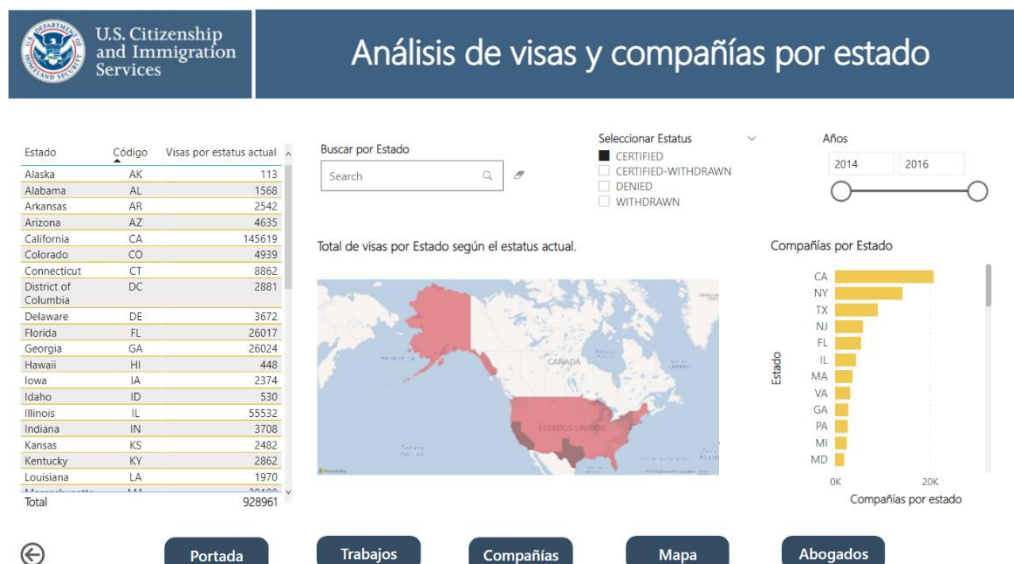 U.S. Citizenship
and Immigration
Services
Análisis de visas y compañías por estado
Estado Código Visas por estatus actual
Alaska AK 113
Alabama AL 1568
Arkansas AR 2542
Arizona AZ 4635
California CA 145619
Colorado CO 4939
Connecticut CT 8862
District of DC 2881
Columbia
Delaware DE 3672
Florida FL 26017
Georgia GA 26024
Hawaii HI 448
Iowa IA 2374
Idaho ID 530
Illinois IL 55532
Indiana IN 3708
Kansas KS 2482
Kentucky KY 2862
Louisiana LA 1970
Total 928961
Buscar por Estado
Search
Seleccionar Estatus
CERTIFIED
CERTIFIED-WITHDRAWN
DENIED
WITHDRAWN
Años
2014 2016
Total de visas por Estado según el estatus actual.
CANADÁ
ESTADOS UNIDOS
Compañías por Estado
Estado
CA
NY
TX
NJ
FL
IL
MA
VA
GA
PA
MI
MD
0K 20K
Compañías por estado
Portada
Trabajos
Compañías
Mapa
Abogados